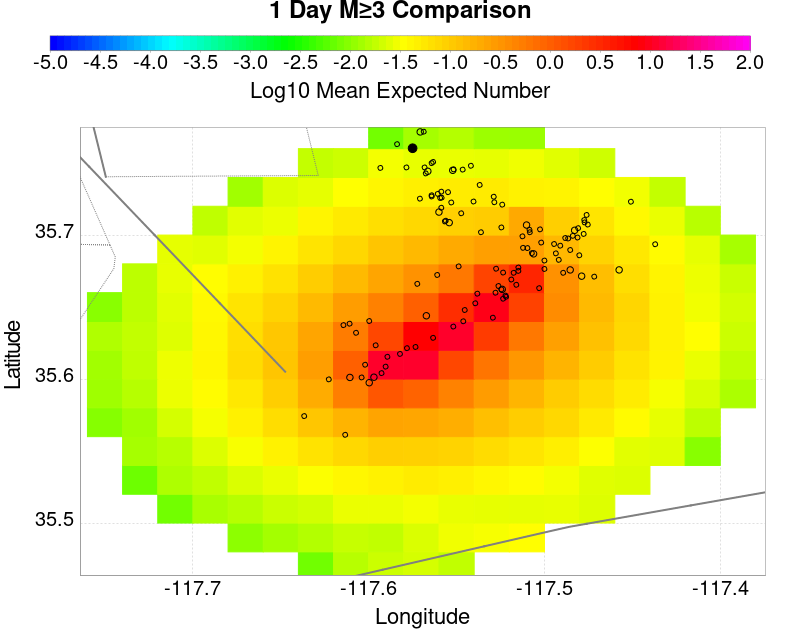 1 Day M≥3 Comparison
-5.0 -4.5 -4.0 -3.5 -3.0 -2.5 -2.0 -1.5 -1.0 -0.5 0.0 0.5 1.0 1.5 2.0
Log10 Mean Expected Number
35.7
35.6
35.5
Latitude
-117.7 -117.6 -117.5 -117.4
Longitude